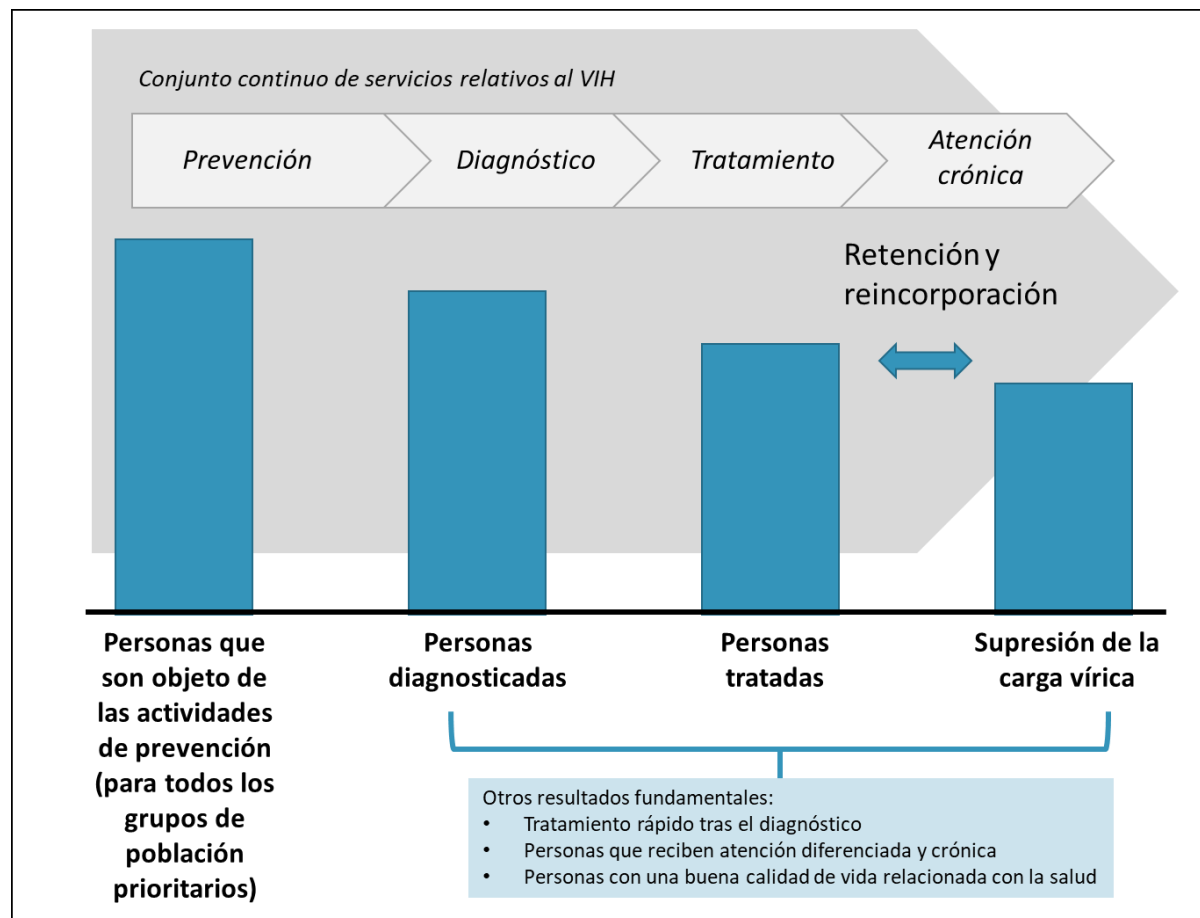 Conjunto continuo de servicios relativos al VIH
Prevención
Diagnóstico
Tratamiento
Atención
crónica
Retención y
reincorporación
Personas que
son objeto de
las actividades
de prevención
(para todos los
grupos de
población
prioritarios)
Personas
diagnosticadas
Personas
tratadas
Supresión de la
carga vírica
Otros resultados fundamentales:
• Tratamiento rápido tras el diagnóstico
• Personas que reciben atención diferenciada y crónica
• Personas con una buena calidad de vida relacionada con la salud